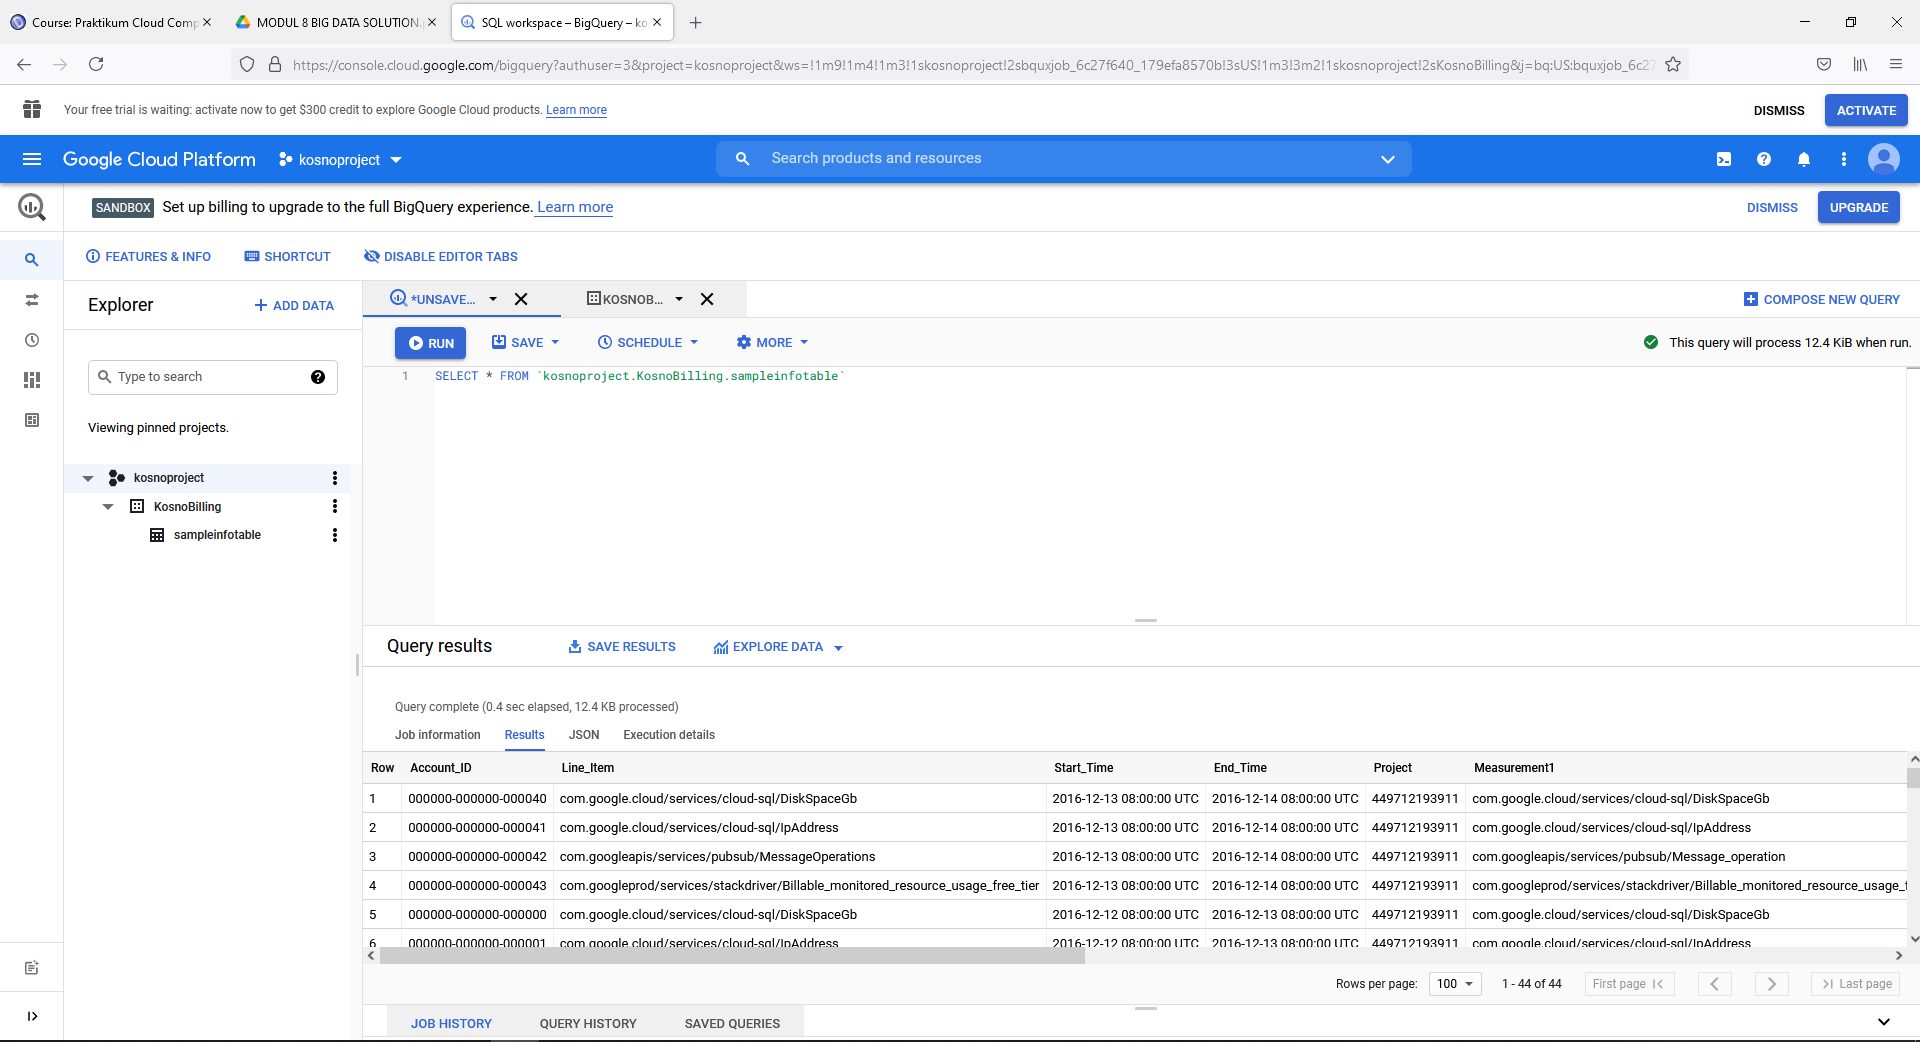 Course: Praktikum Cloud Comp
MODUL 8 BIG DATA SOLUTION.
SQL workspace – BigQuery – ko
https://console.cloud.google.com/bigquery?authuser=3&project=kosnoproject&ws=!1m9!1m4!1m3!1skosnoproject!2sbquxjob_6c27f640_179efa8570b!3sUS!1m3!3m2!1skosnoproject!2sKosnoBilling&j=bq:US:bquxjob_6c27
Your free trial is waiting: activate now to get $300 credit to explore Google Cloud products. Learn more
DISMISS
ACTIVATE
Google Cloud Platform
kosnoproject
Search products and resources
SANDBOX Set up billing to upgrade to the full BigQuery experience. Learn more
DISMISS
UPGRADE
FEATURES & INFO
SHORTCUT
DISABLE EDITOR TABS
Explorer
+ ADD DATA
*UNSAVE...
KOSNOB...
COMPOSE NEW QUERY
RUN
SAVE
SCHEDULE
MORE
This query will process 12.4 KiB when run.
Type to search
Viewing pinned projects.
kosnoproject
KosnoBilling
sampleinfotable
1 SELECT * FROM `kosnoproject.KosnoBilling.sampleinfotable`
Query results
SAVE RESULTS
EXPLORE DATA
Query complete (0.4 sec elapsed, 12.4 KB processed)
Job information Results JSON Execution details
Row Account_ID Line_Item Start_Time End_Time Project Measurement1
1 000000-000000-000040 com.google.cloud/services/cloud-sql/DiskSpaceGb 2016-12-13 08:00:00 UTC 2016-12-14 08:00:00 UTC 449712193911 com.google.cloud/services/cloud-sql/DiskSpaceGb
2 000000-000000-000041 com.google.cloud/services/cloud-sql/IpAddress 2016-12-13 08:00:00 UTC 2016-12-14 08:00:00 UTC 449712193911 com.google.cloud/services/cloud-sql/IpAddress
3 000000-000000-000042 com.googleapis/services/pubsub/MessageOperations 2016-12-13 08:00:00 UTC 2016-12-14 08:00:00 UTC 449712193911 com.googleapis/services/pubsub/Message_operation
4 000000-000000-000043 com.googleprod/services/stackdriver/Billable_monitored_resource_usage_free_tier 2016-12-13 08:00:00 UTC 2016-12-14 08:00:00 UTC 449712193911 com.googleprod/services/stackdriver/Billable_monitored_resource_usage_
5 000000-000000-000000 com.google.cloud/services/cloud-sql/DiskSpaceGb 2016-12-12 08:00:00 UTC 2016-12-13 08:00:00 UTC 449712193911 com.google.cloud/services/cloud-sql/DiskSpaceGb
6 000000-000000-000001 com.google.cloud/services/cloud-sql/IpAddress 2016-12-12 08:00:00 UTC 2016-12-13 08:00:00 UTC 449712193911 com.google.cloud/services/cloud-sql/IpAddress
Rows per page: 100 1 - 44 of 44 First page Last page
JOB HISTORY QUERY HISTORY SAVED QUERIES